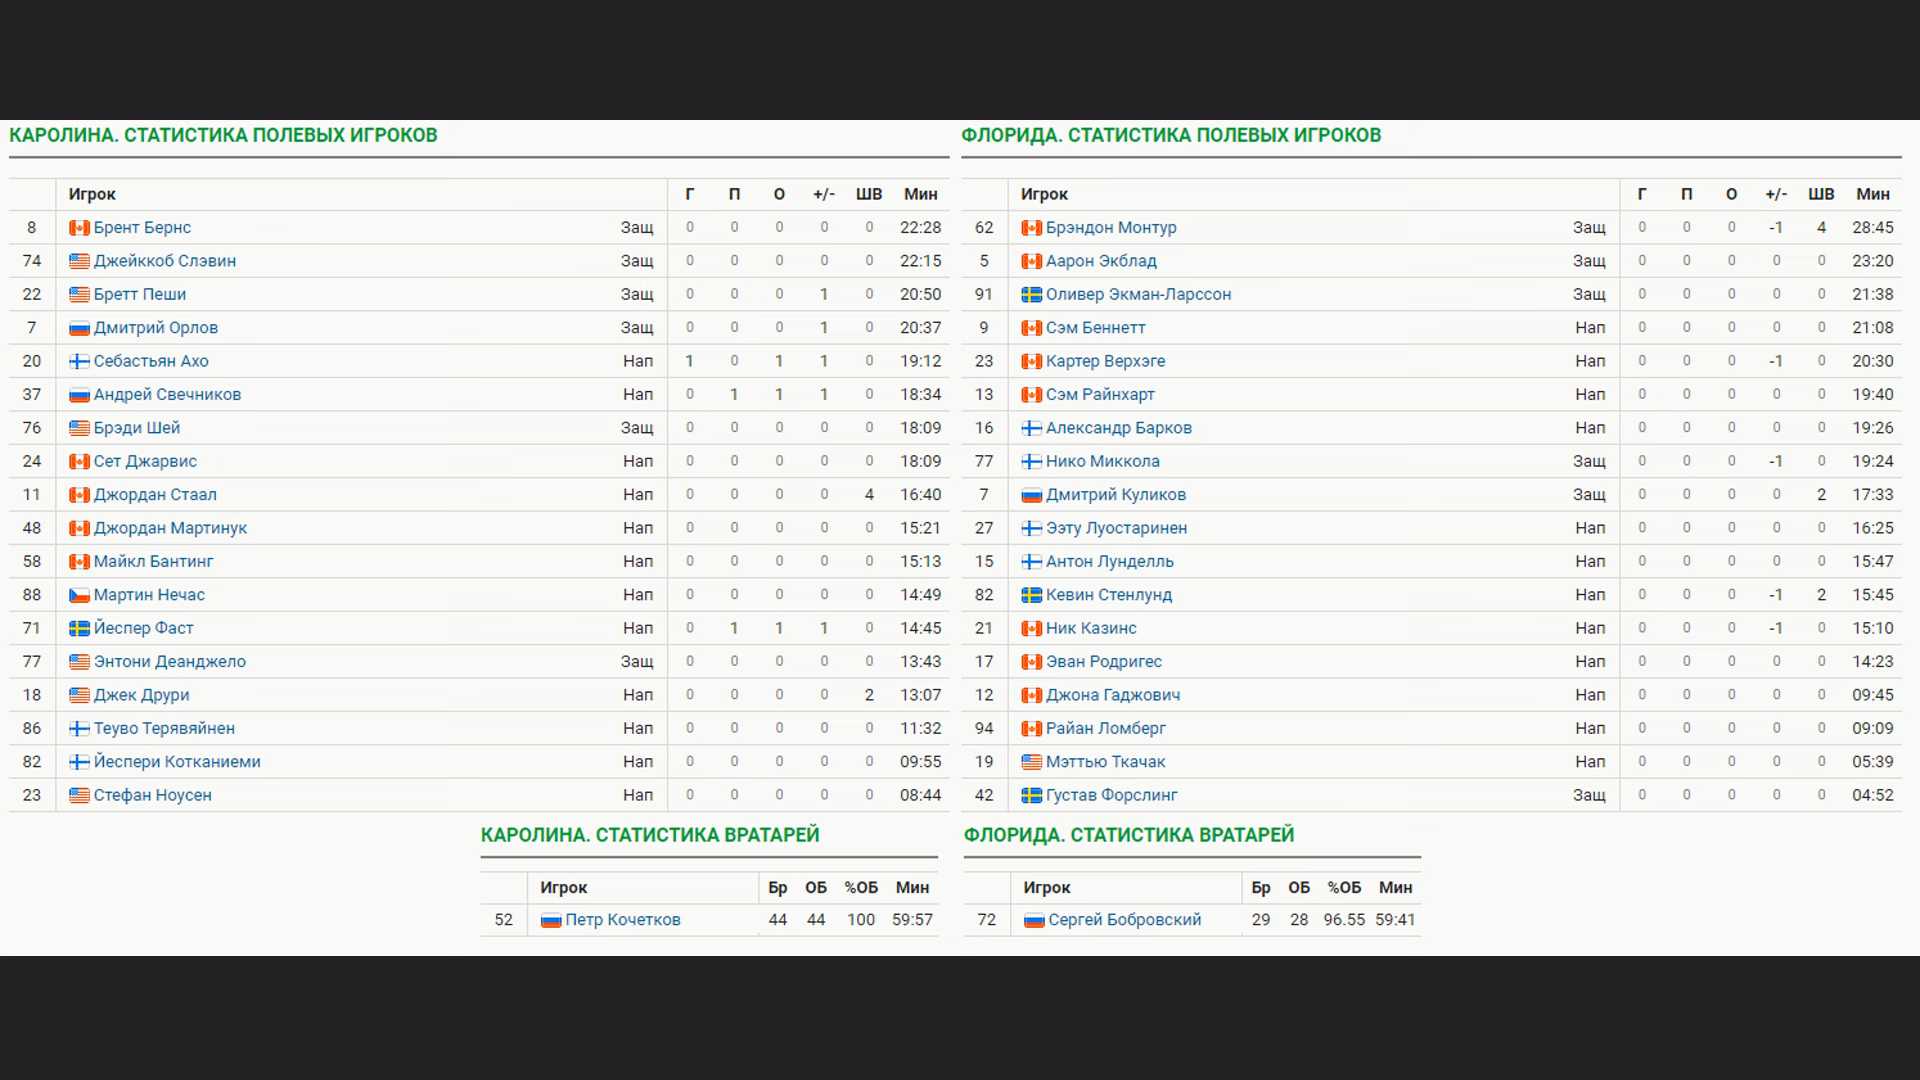 КАРОЛИНА. СТАТИСТИКА ПОЛЕВЫХ ИГРОКОВ
Игрок Г П О +/- ШВ Мин
8 Брент Бернс Защ 0 0 0 0 0 22:28
74 Джейккоб Слэвин Защ 0 0 0 0 0 22:15
22 Бретт Пеши Защ 0 0 0 1 0 20:50
7 Дмитрий Орлов Защ 0 0 0 1 0 20:37
20 Себастьян Ахо Нап 1 0 1 1 0 19:12
37 Андрей Свечников Нап 0 1 1 1 0 18:34
76 Брэди Шей Защ 0 0 0 0 0 18:09
24 Сет Джарвис Нап 0 0 0 0 0 18:09
11 Джордан Стаал Нап 0 0 0 0 4 16:40
48 Джордан Мартинук Нап 0 0 0 0 0 15:21
58 Майкл Бантинг Нап 0 0 0 0 0 15:13
88 Мартин Нечас Нап 0 0 0 0 0 14:49
71 Йеспер Фаст Нап 0 1 1 1 0 14:45
77 Энтони Деанджело Защ 0 0 0 0 0 13:43
18 Джек Друри Нап 0 0 0 0 2 13:07
86 Теуво Терявяйнен Нап 0 0 0 0 0 11:32
82 Йеспери Котканиеми Нап 0 0 0 0 0 09:55
23 Стефан Ноусен Нап 0 0 0 0 0 08:44
ФЛОРИДА. СТАТИСТИКА ПОЛЕВЫХ ИГРОКОВ
Игрок Г П О +/- ШВ Мин
62 Брэндон Монтур Защ 0 0 0 -1 4 28:45
5 Аарон Экблад Защ 0 0 0 0 0 23:20
91 Оливер Экман-Ларссон Защ 0 0 0 0 0 21:38
9 Сэм Беннетт Нап 0 0 0 0 0 21:08
23 Картер Верхэге Нап 0 0 0 -1 0 20:30
13 Сэм Райнхарт Нап 0 0 0 0 0 19:40
16 Александр Барков Нап 0 0 0 0 0 19:26
77 Нико Миккола Защ 0 0 0 -1 0 19:24
7 Дмитрий Куликов Защ 0 0 0 0 2 17:33
27 Ээту Луостаринен Нап 0 0 0 0 0 16:25
15 Антон Лунделль Нап 0 0 0 0 0 15:47
82 Кевин Стенлунд Нап 0 0 0 -1 2 15:45
21 Ник Казинс Нап 0 0 0 -1 0 15:10
17 Эван Родригес Нап 0 0 0 0 0 14:23
12 Джона Гаджович Нап 0 0 0 0 0 09:45
94 Райан Ломберг Нап 0 0 0 0 0 09:09
19 Мэттью Ткачак Нап 0 0 0 0 0 05:39
42 Густав Форслинг Защ 0 0 0 0 0 04:52
КАРОЛИНА. СТАТИСТИКА ВРАТАРЕЙ
Игрок Бр ОБ %ОБ Мин
52 Петр Кочетков 44 44 100 59:57
ФЛОРИДА. СТАТИСТИКА ВРАТАРЕЙ
Игрок Бр ОБ %ОБ Мин
72 Сергей Бобровский 29 28 96.55 59:41